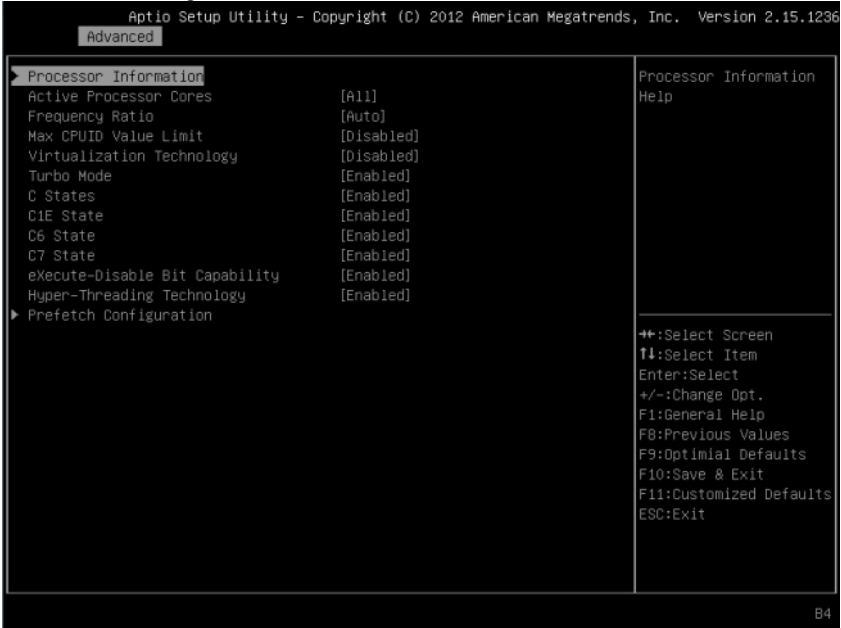 Aptio Setup Utility – Copyright (C) 2012 American Megatrends, Inc. Version 2.15.1236
Advanced
Processor Information
Active Processor Cores [All]
Frequency Ratio [Auto]
Max CPUID Value Limit [Disabled]
Virtualization Technology [Disabled]
Turbo Mode [Enabled]
C States [Enabled]
C1E State [Enabled]
C6 State [Enabled]
C7 State [Enabled]
eXecute-Disable Bit Capability [Enabled]
Hyper-Threading Technology [Enabled]
Prefetch Configuration
Processor Information
Help
→←:Select Screen
↑↓:Select Item
Enter:Select
+/-:Change Opt.
F1:General Help
F8:Previous Values
F9:Optimial Defaults
F10:Save & Exit
F11:Customized Defaults
ESC:Exit
B4